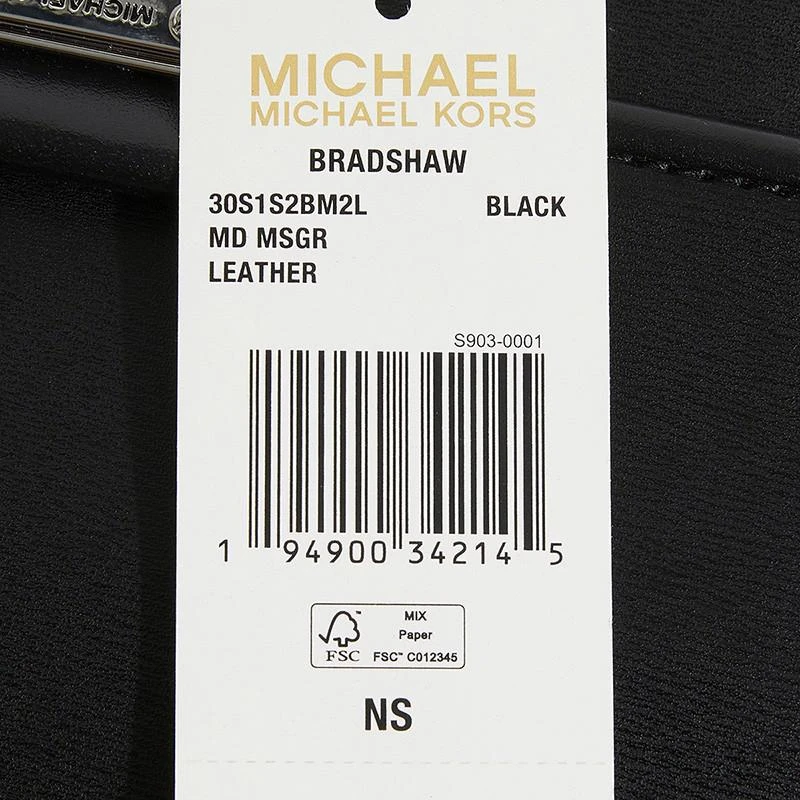 MICHAEL
MICHAEL
MICHAEL KORS
BRADSHAW
30S1S2BM2L BLACK
MD MSGR
LEATHER
S903-0001
1 94900 34214 5
MIX
Paper
FSC™ C012345
FSC
NS